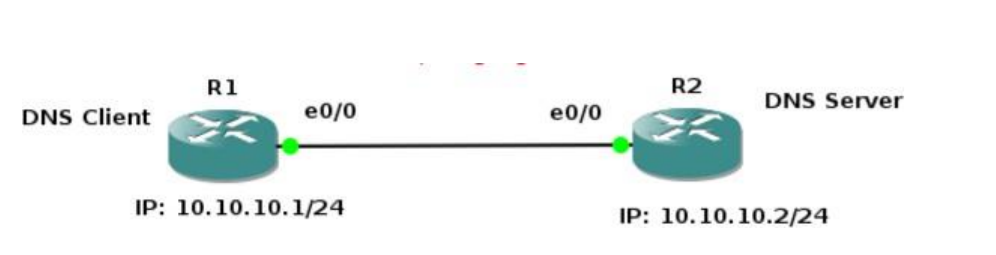 R1
R2
DNS Client
e0/0
e0/0
DNS Server
IP: 10.10.10.1/24
IP: 10.10.10.2/24